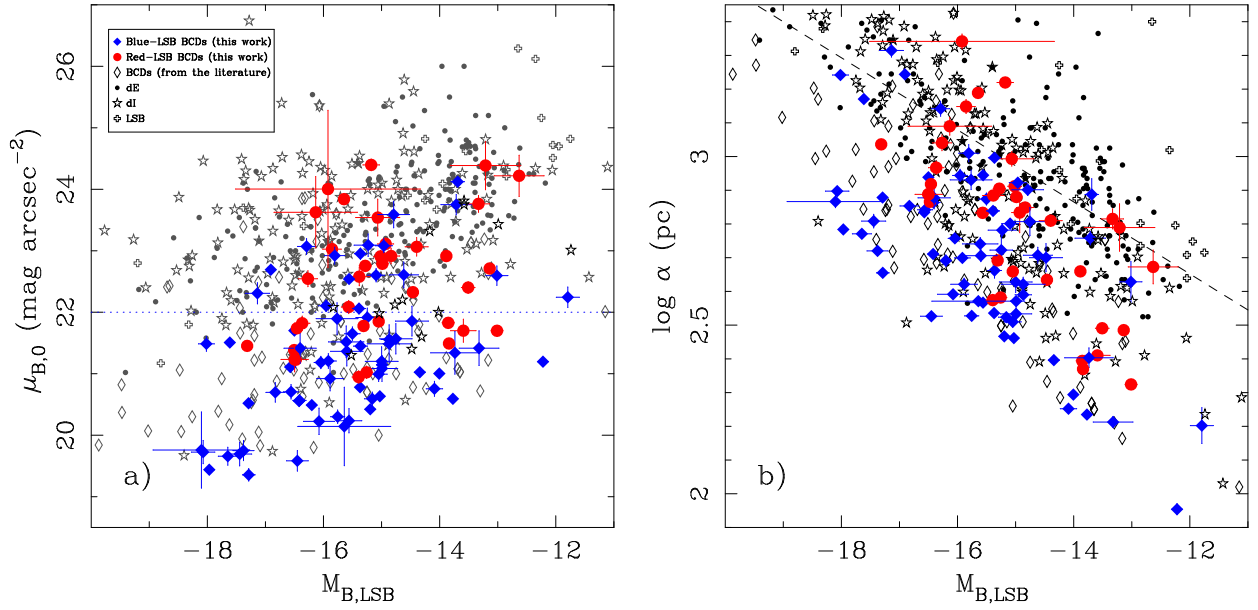 Blue-LSB BCDs (this work)
Red-LSB BCDs (this work)
BCDs (from the literature)
dE
dI
LSB
26
24
22
20
μB,0 (mag arcsec−2)
a)
−18
−16
−14
−12
MB,LSB
3
2.5
2
log α (pc)
b)
−18
−16
−14
−12
MB,LSB